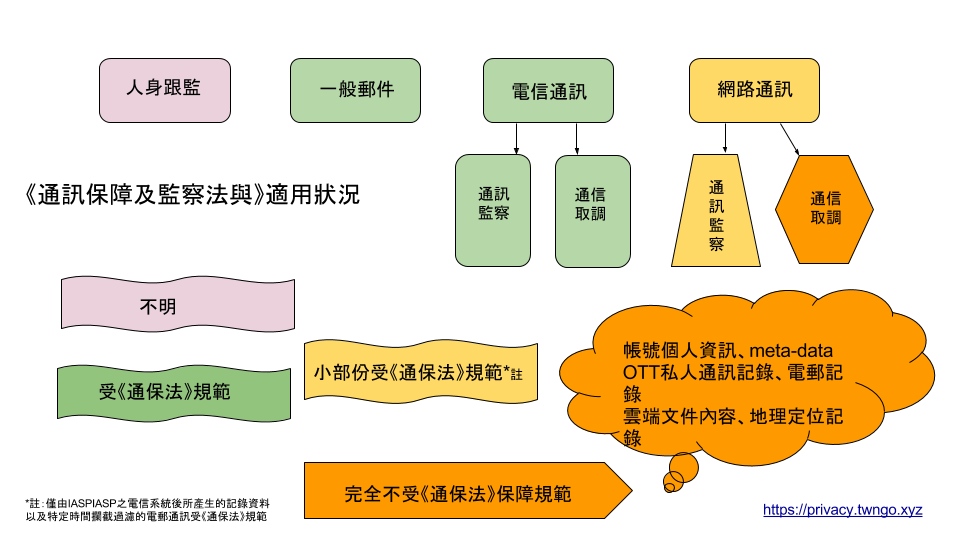 人身跟監
一般郵件
電信通訊
網路通訊
通訊
監察
通信
取調
通
訊
監
察
通信
取調
《通訊保障及監察法與》適用狀況
不明
受《通保法》規範
小部份受《通保法》規範*註
帳號個人資訊、meta-data
OTT私人通訊記錄、電郵記
錄
雲端文件內容、地理定位記
錄
完全不受《通保法》保障規範
*註：僅由IASPIASP之電信系統後所產生的記錄資料
以及特定時間攔截過濾的電郵通訊受《通保法》規範
https://privacy.twngo.xyz